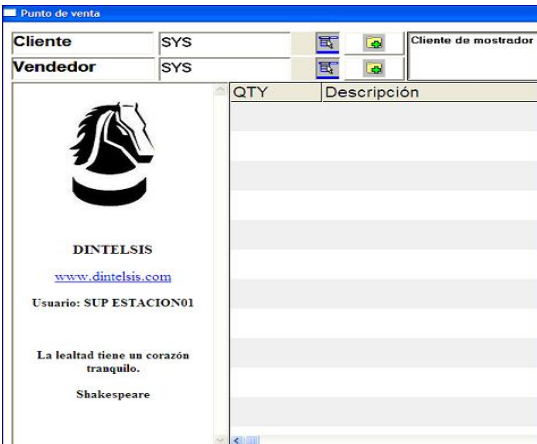 Punto de venta
Cliente SYS Cliente de mostrador
Vendedor SYS
QTY Descripción
DINTELSIS
www.dintelsis.com
Usuario: SUP ESTACION01
La lealtad tiene un corazón
tranquilo.
Shakespeare